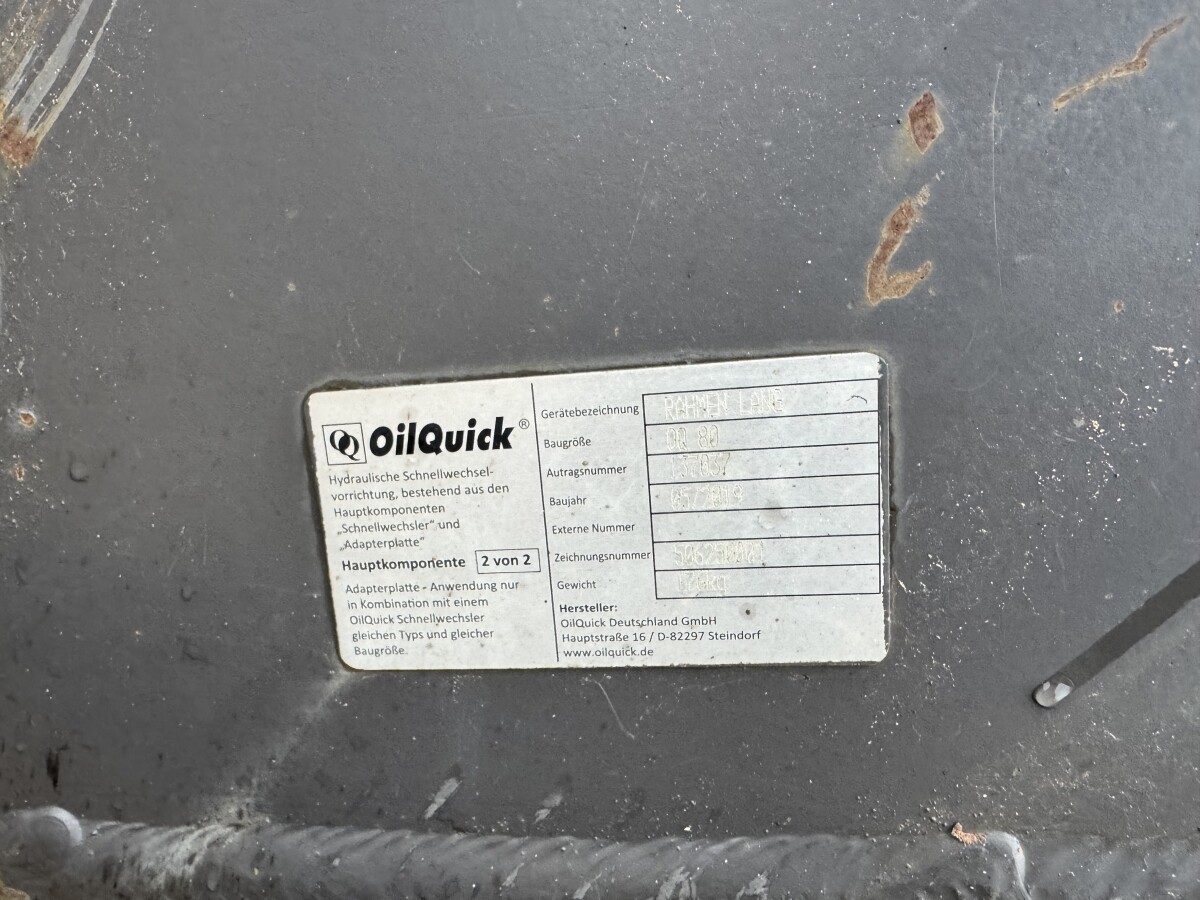 OilQuick®
Hydraulische Schnellwechsel-
vorrichtung, bestehend aus den
Hauptkomponenten
„Schnellwechsler" und
„Adapterplatte"
Hauptkomponente 2 von 2
Adapterplatte - Anwendung nur
in Kombination mit einem
OilQuick Schnellwechsler
gleichen Typs und gleicher
Baugröße.
Gerätebezeichnung RAHMEN LANG
Baugröße OQ 80
Autragsnummer
Baujahr 05/2019
Externe Nummer
Zeichnungsnummer
Gewicht
Hersteller:
OilQuick Deutschland GmbH
Hauptstraße 16 / D-82297 Steindorf
www.oilquick.de